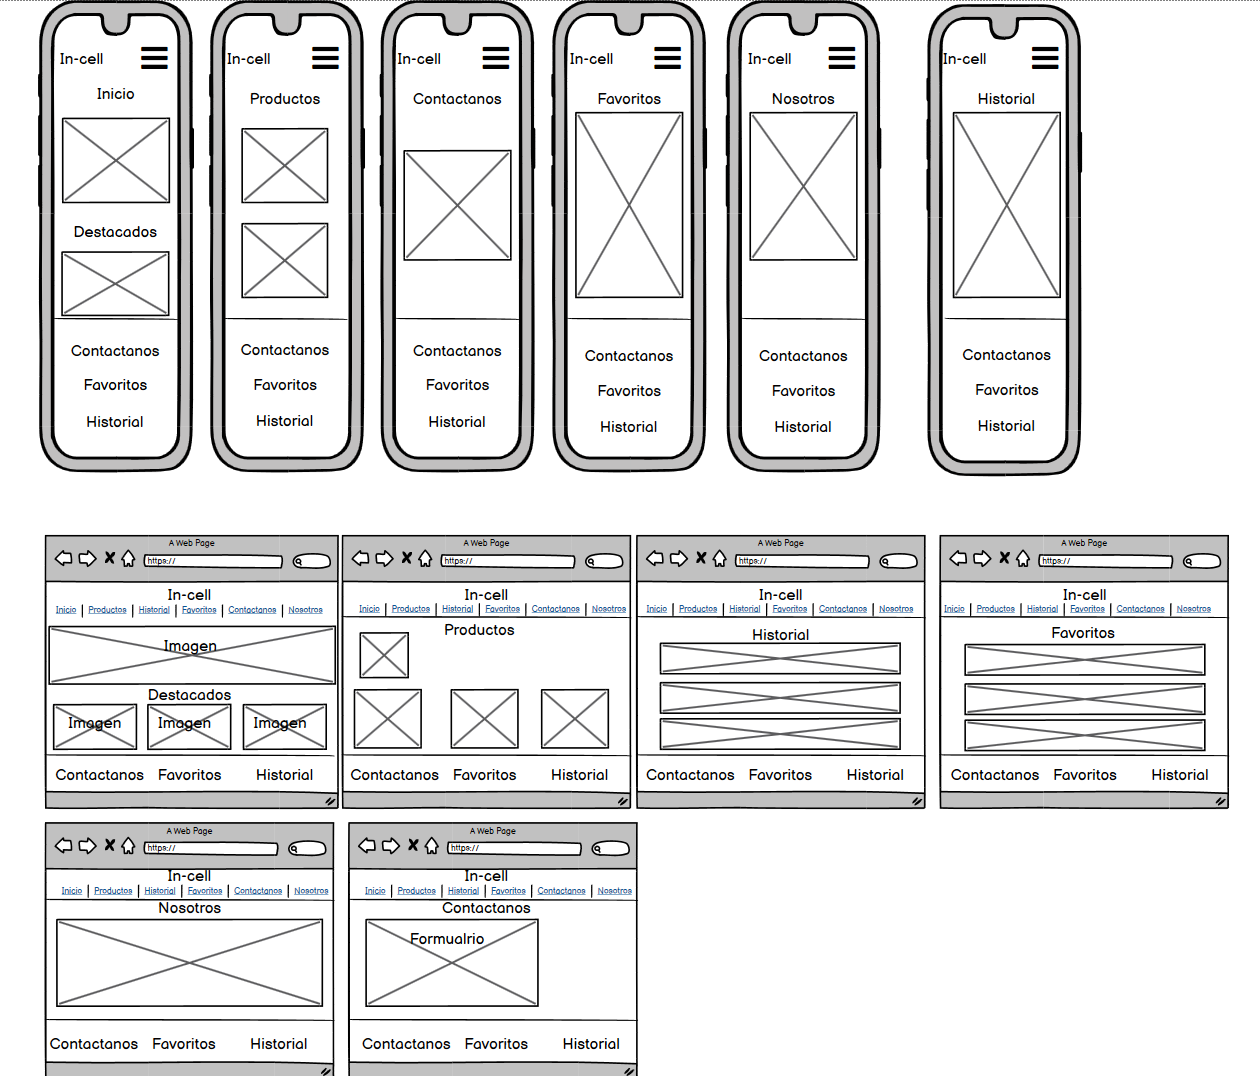 In-cell
Inicio
Destacados
Contactanos
Favoritos
Historial
In-cell
Productos
Contactanos
Favoritos
Historial
In-cell
Contactanos
Contactanos
Favoritos
Historial
In-cell
Favoritos
Contactanos
Favoritos
Historial
In-cell
Nosotros
Contactanos
Favoritos
Historial
In-cell
Historial
Contactanos
Favoritos
Historial
A Web Page
https://
In-cell
Inicio | Productos | Historial | Favoritos | Contactanos | Nosotros
Imagen
Destacados
Imagen Imagen Imagen
Contactanos Favoritos Historial
A Web Page
https://
In-cell
Inicio | Productos | Historial | Favoritos | Contactanos | Nosotros
Productos
Contactanos Favoritos Historial
A Web Page
https://
In-cell
Inicio | Productos | Historial | Favoritos | Contactanos | Nosotros
Historial
Contactanos Favoritos Historial
A Web Page
https://
In-cell
Inicio | Productos | Historial | Favoritos | Contactanos | Nosotros
Favoritos
Contactanos Favoritos Historial
A Web Page
https://
In-cell
Inicio | Productos | Historial | Favoritos | Contactanos | Nosotros
Nosotros
Contactanos Favoritos Historial
A Web Page
https://
In-cell
Inicio | Productos | Historial | Favoritos | Contactanos | Nosotros
Contactanos
Formualrio
Contactanos Favoritos Historial